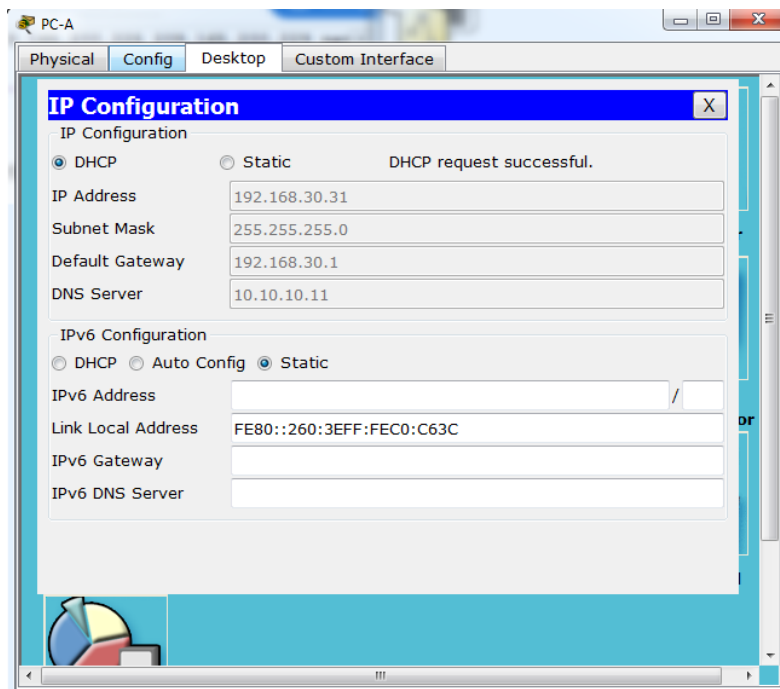 PC-A
Physical Config Desktop Custom Interface
IP Configuration X
IP Configuration
DHCP Static DHCP request successful.
IP Address 192.168.30.31
Subnet Mask 255.255.255.0
Default Gateway 192.168.30.1
DNS Server 10.10.10.11
IPv6 Configuration
DHCP Auto Config Static
IPv6 Address /
Link Local Address FE80::260:3EFF:FEC0:C63C
IPv6 Gateway
IPv6 DNS Server
or